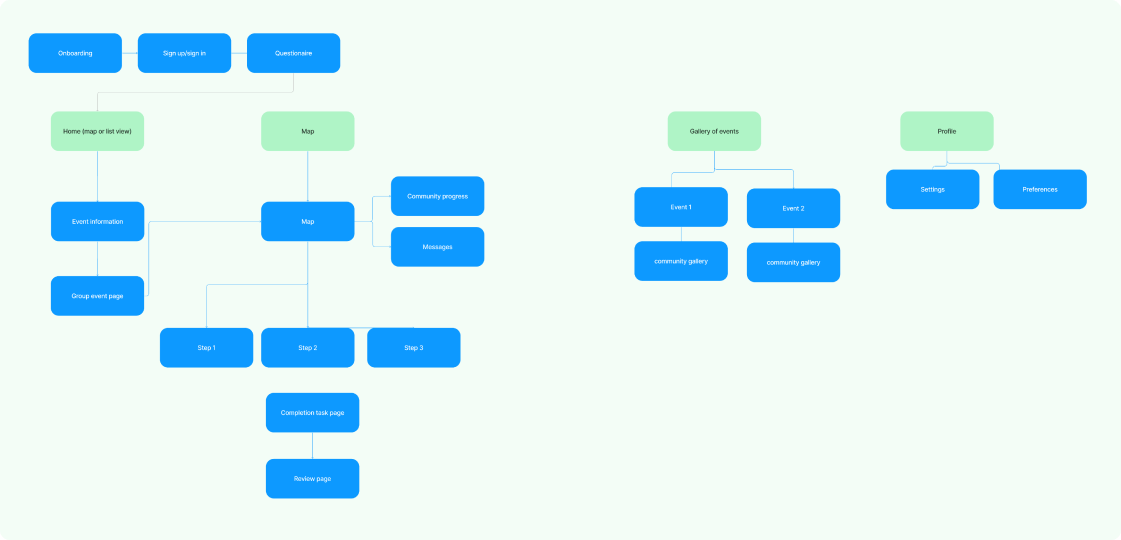 Onboarding
Sign up/sign in
Questionaire
Home (map or list view)
Map
Gallery of events
Profile
Community progress
Settings
Preferences
Event information
Map
Event 1
Event 2
Messages
community gallery
community gallery
Group event page
Step 1
Step 2
Step 3
Completion task page
Review page